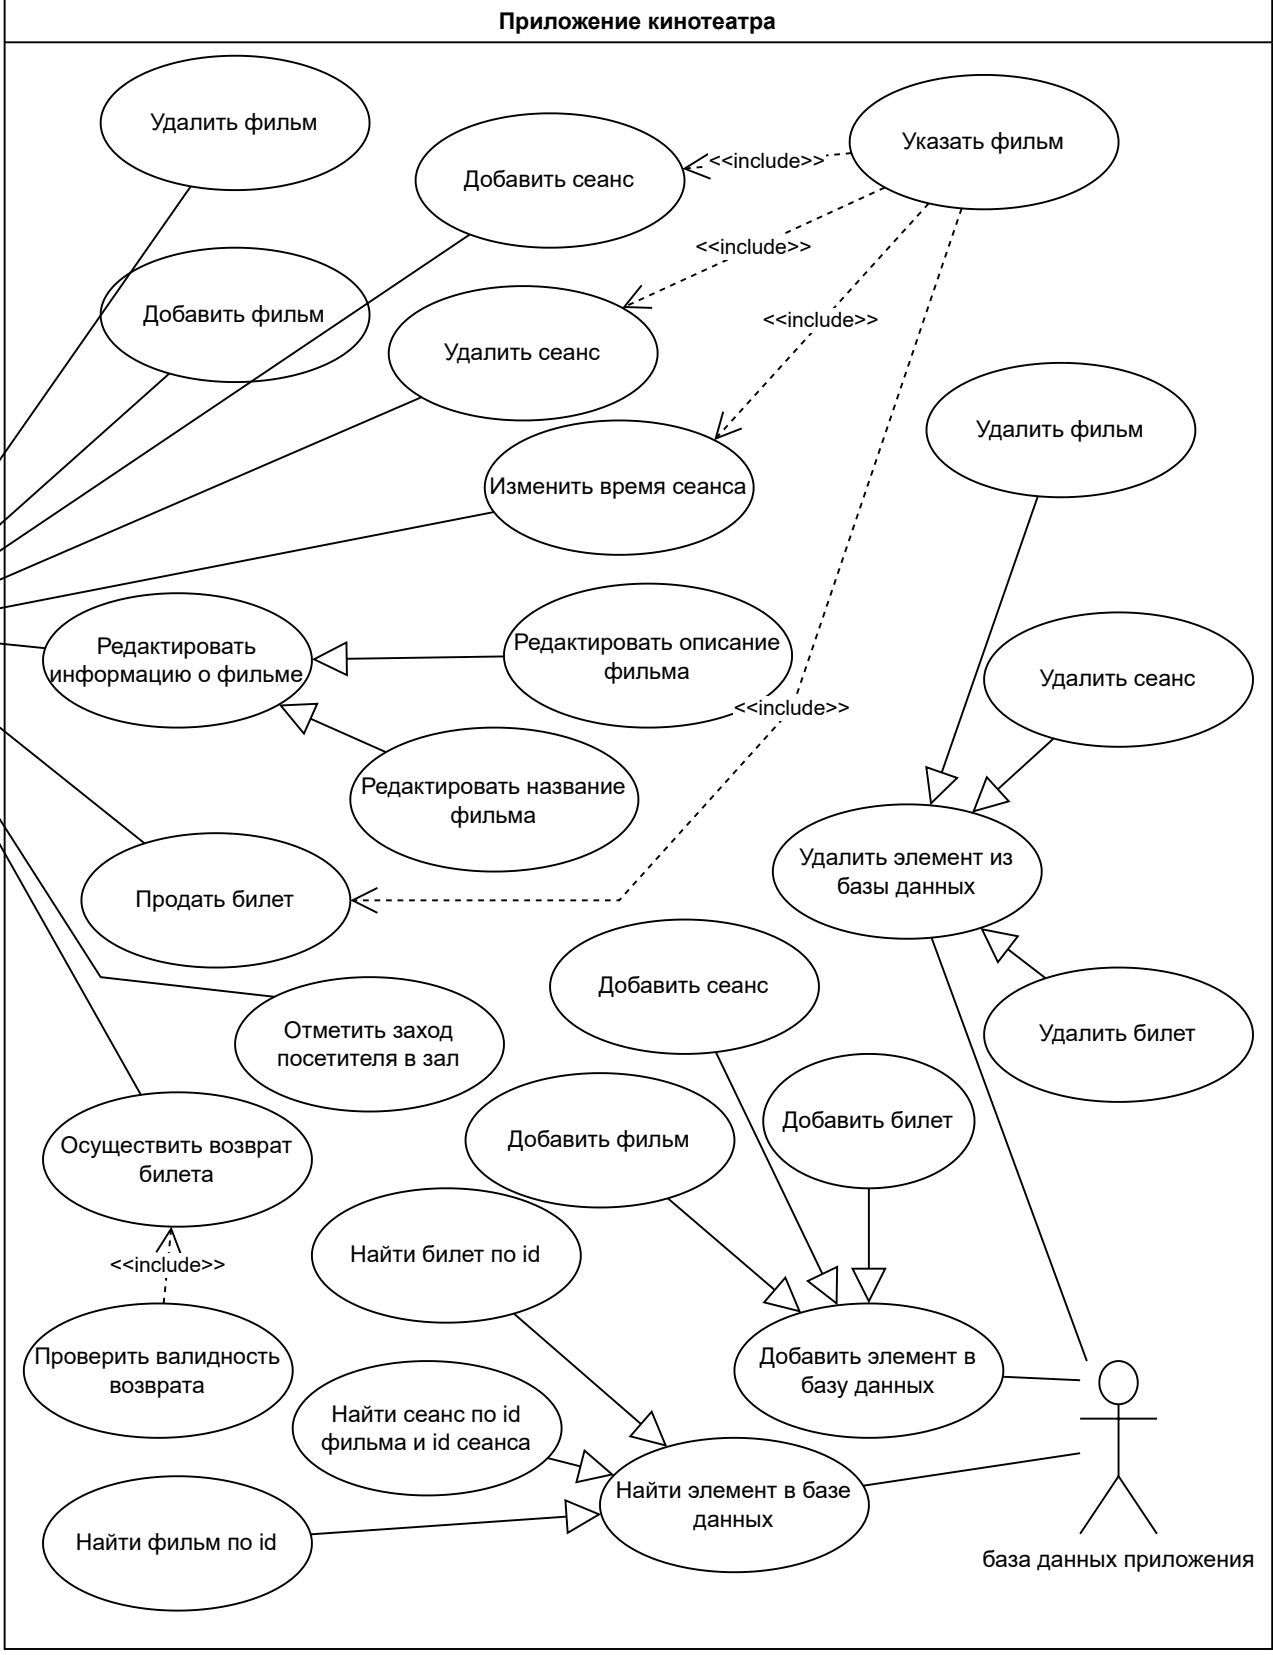 Приложение кинотеатра
Удалить фильм
Указать фильм
<<include>>
Добавить сеанс
<<include>>
Добавить фильм
<<include>>
Удалить сеанс
Удалить фильм
Изменить время сеанса
Редактировать
информацию о фильме
Редактировать описание
фильма
Удалить сеанс
<<include>>
Редактировать название
фильма
Удалить элемент из
базы данных
Продать билет
Добавить сеанс
Отметить заход
посетителя в зал
Удалить билет
Добавить билет
Добавить фильм
Осуществить возврат
билета
Найти билет по id
<<include>>
Проверить валидность
возврата
Добавить элемент в
базу данных
Найти сеанс по id
фильма и id сеанса
Найти элемент в базе
данных
Найти фильм по id
база данных приложения